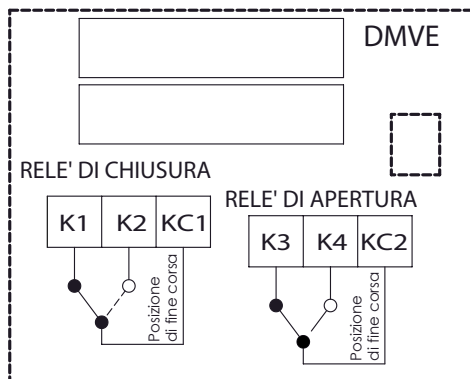 DMVE
RELE' DI CHIUSURA
K1 K2 KC1
Posizione
di fine corsa
RELE' DI APERTURA
K3 K4 KC2
Posizione
di fine corsa